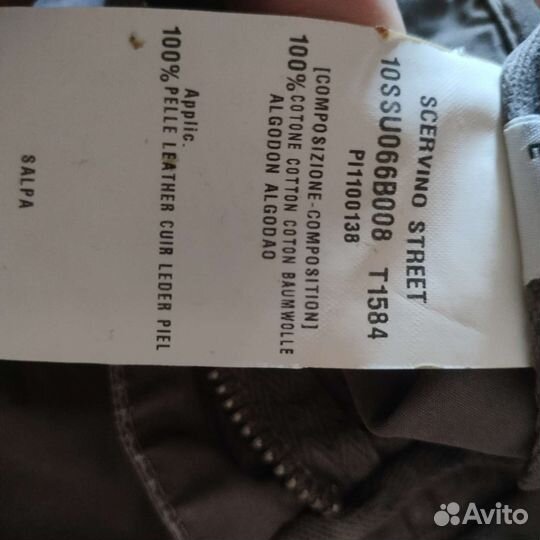 SCERVINO STREET
10SSU066B008 T1584
PI1100138
[COMPOSIZIONE-COMPOSITION]
100% COTONE COTTON COTON BAUMWOLLE
ALGODON ALGODAO
Applic.
100% PELLE LEATHER CUIR LEDER PIEL
SALPA
E
Avito